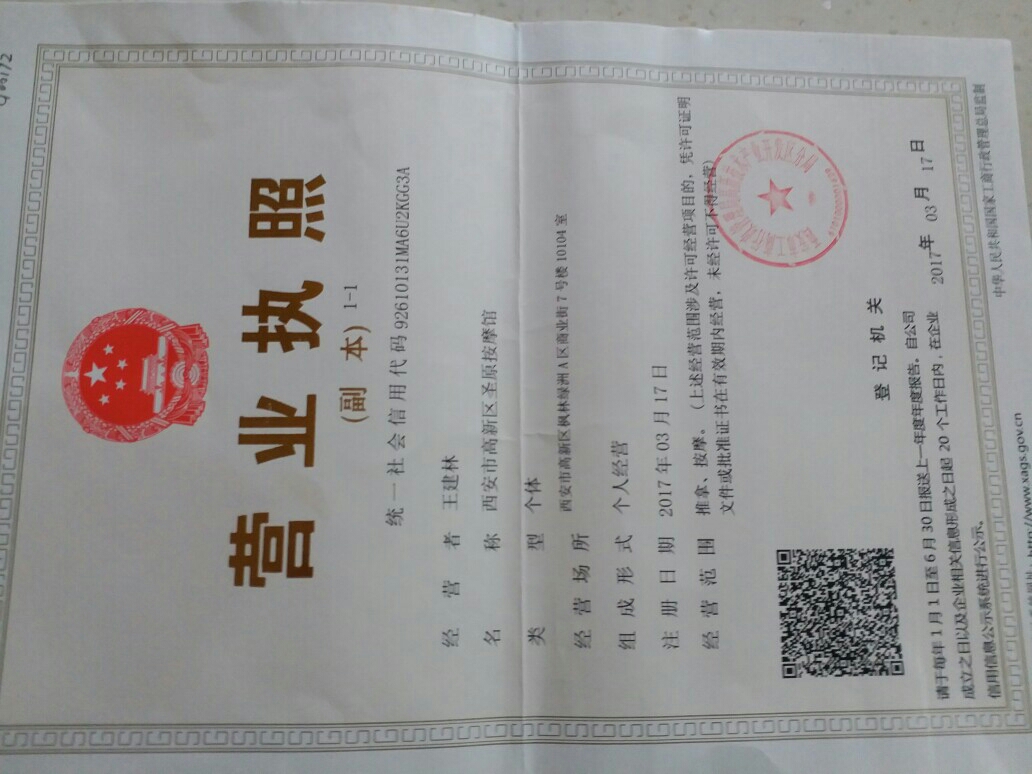 营业执照
(副 本) 1-1
统一社会信用代码 92610131MA6U2KGG3A
经营者 王建林
名称 西安市高新区圣原按摩馆
类型 个体
经营场所 西安市高新区枫林绿洲A区商业街7号楼10104室
组成形式 个人经营
注册日期 2017年03月17日
经营范围 推拿、按摩。(上述经营范围涉及许可经营项目的，凭许可证明
文件或批准证书在有效期内经营，未经许可不得经营)
登记机关
2017年 03月 17日
请于每年1月1日至6月30日报送上一年度年度报告。自公司
成立之日以及企业相关信息形成之日起20个工作日内，在企业
信用信息公示系统进行公示。
http://www.xags.gov.cn
中华人民共和国国家工商行政管理总局监制